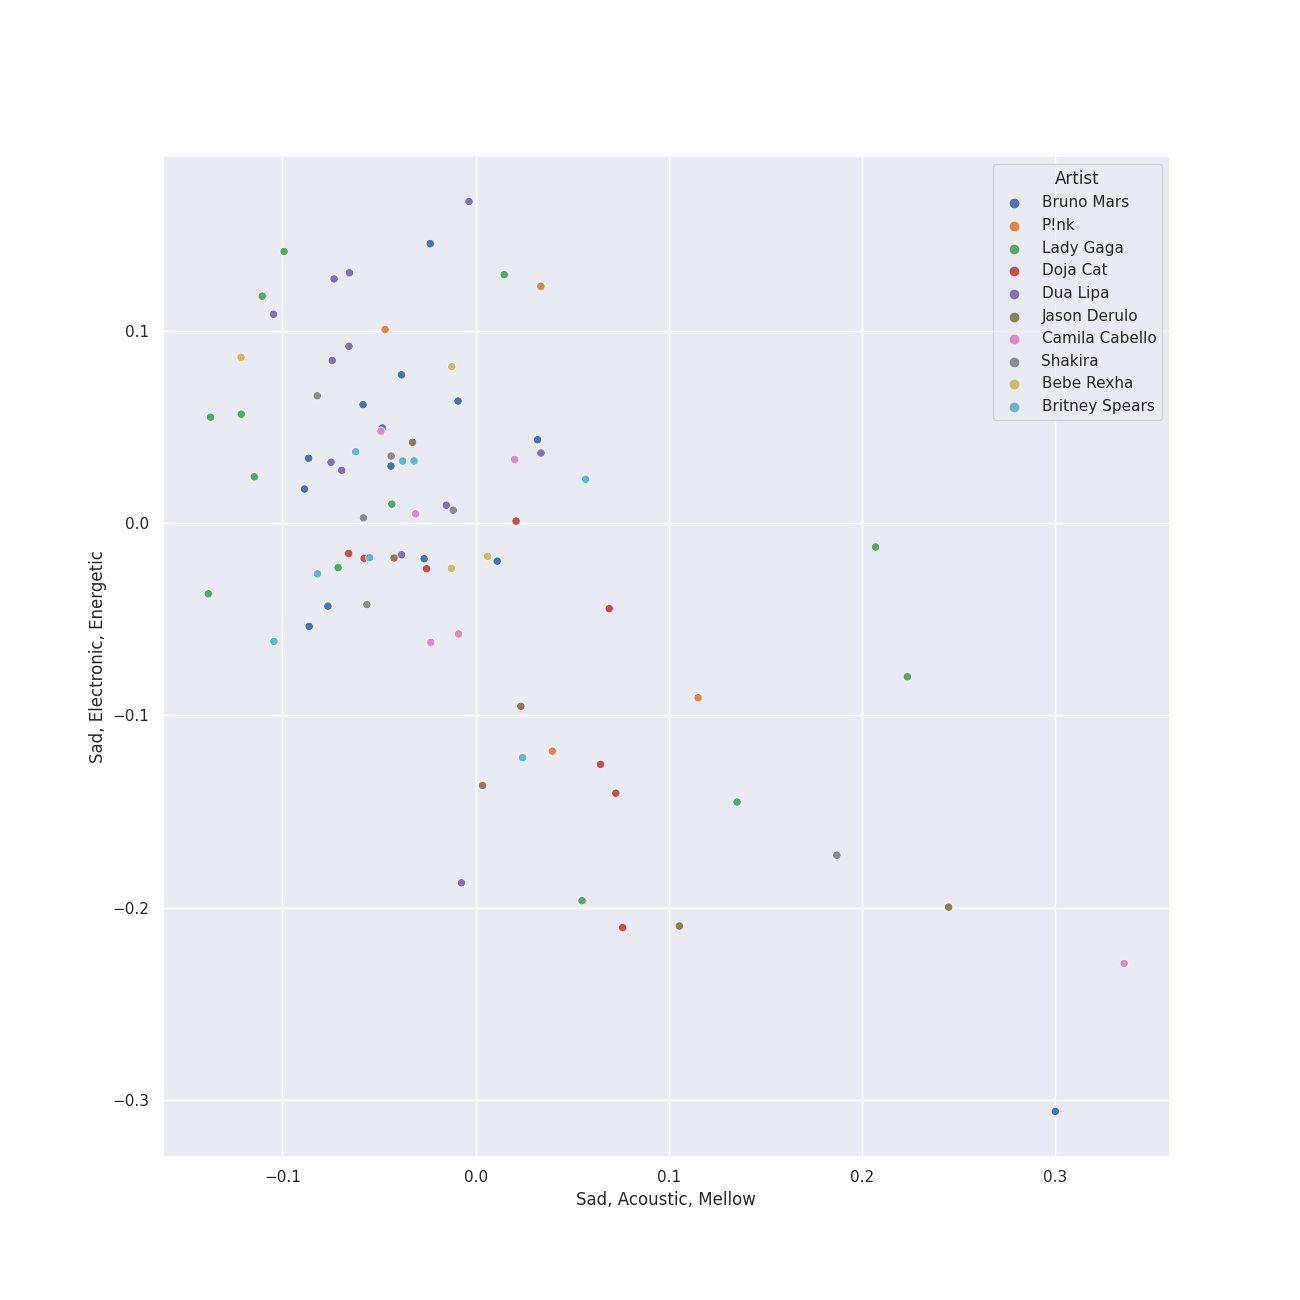 Artist
Bruno Mars
P!nk
Lady Gaga
Doja Cat
Dua Lipa
Jason Derulo
Camila Cabello
Shakira
Bebe Rexha
Britney Spears
0.1
0.0
−0.1
−0.2
−0.3
Sad, Electronic, Energetic
−0.1 0.0 0.1 0.2 0.3
Sad, Acoustic, Mellow